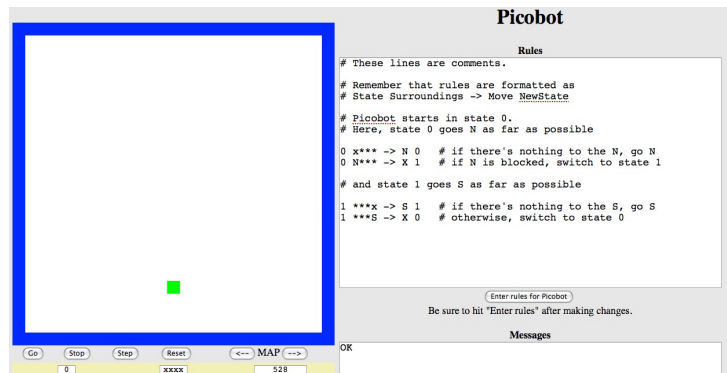 Picobot
Rules
# These lines are comments.
# Remember that rules are formatted as
# State Surroundings -> Move NewState
# Picobot starts in state 0.
# Here, state 0 goes N as far as possible
0 x*** -> N 0 # if there's nothing to the N, go N
0 N*** -> X 1 # if N is blocked, switch to state 1
# and state 1 goes S as far as possible
1 ***x -> S 1 # if there's nothing to the S, go S
1 ***S -> X 0 # otherwise, switch to state 0
Enter rules for Picobot
Be sure to hit "Enter rules" after making changes.
Messages
OK
Go Stop Step Reset <-- MAP -->
0 xxxx 528